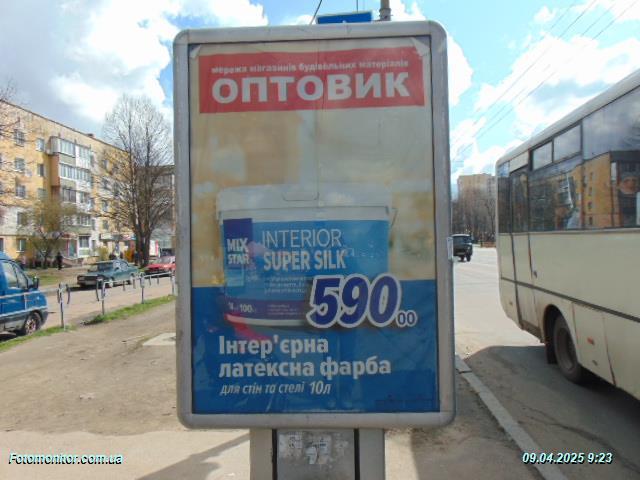 мережа магазинів будівельних матеріалів
ОПТОВИК
MIX
STAR
INTERIOR
SUPER SILK
590 00
Інтер'єрна
латексна фарба
для стін та стелі 10л
Fotomonitor.com.ua
09.04.2025 9:23